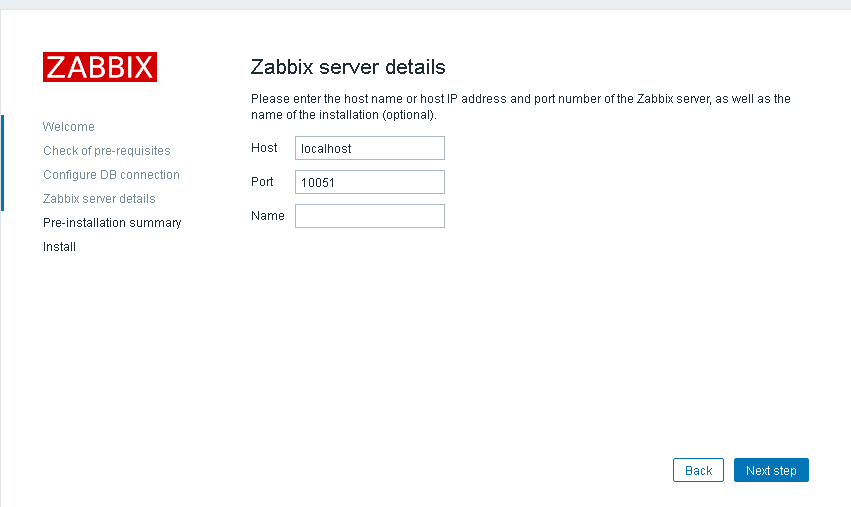 ZABBIX
Welcome
Check of pre-requisites
Configure DB connection
Zabbix server details
Pre-installation summary
Install
Zabbix server details
Please enter the host name or host IP address and port number of the Zabbix server, as well as the
name of the installation (optional).
Host localhost
Port 10051
Name
Back Next step